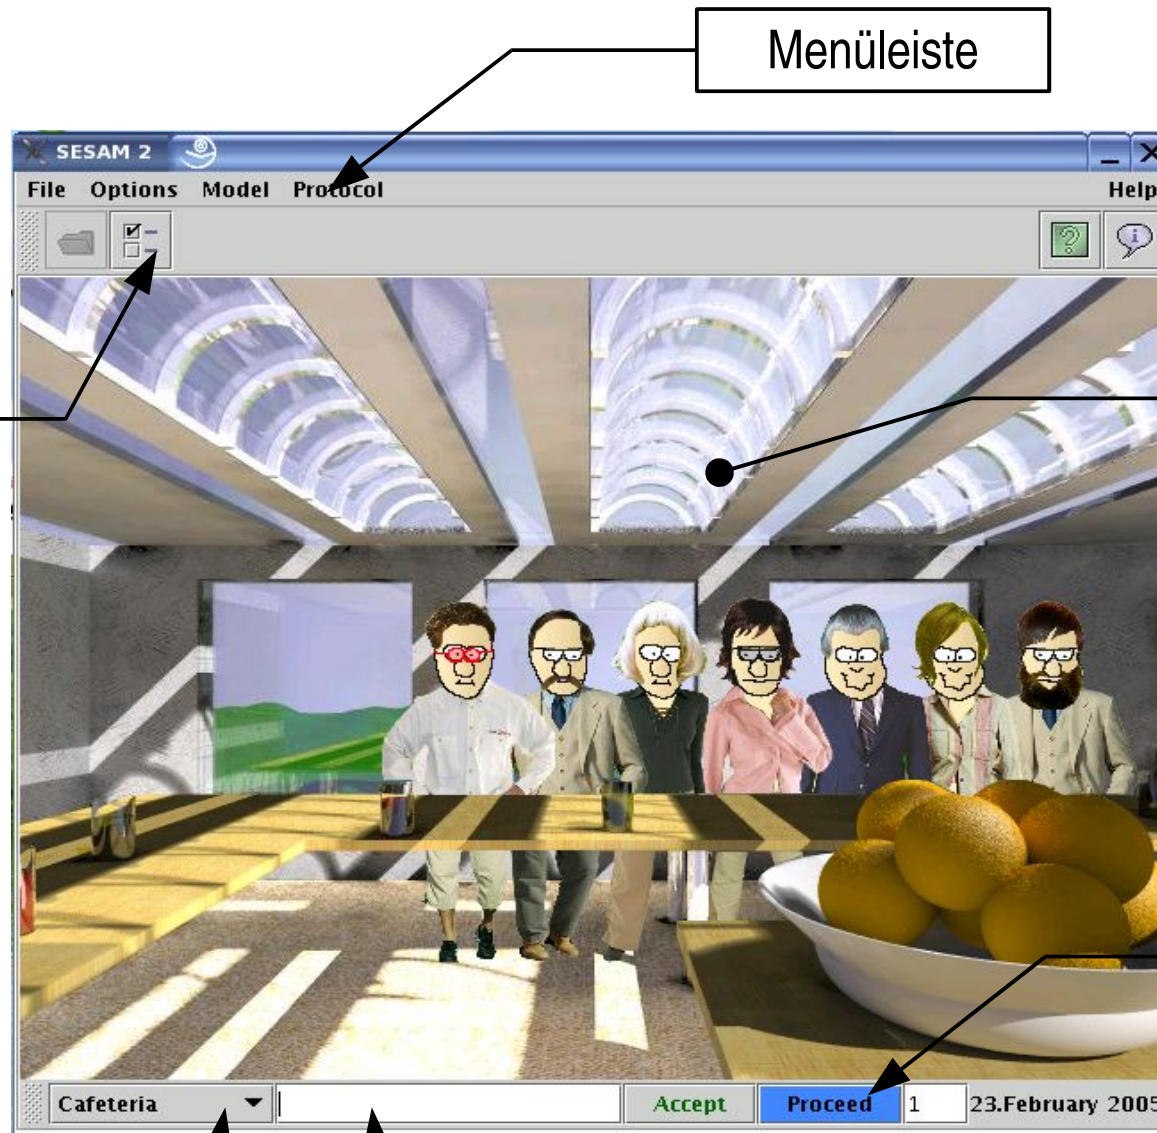 Menüleiste
SESAM 2
File Options Model Protocol Help
Cafeteria Accept Proceed 1 23.February 2005